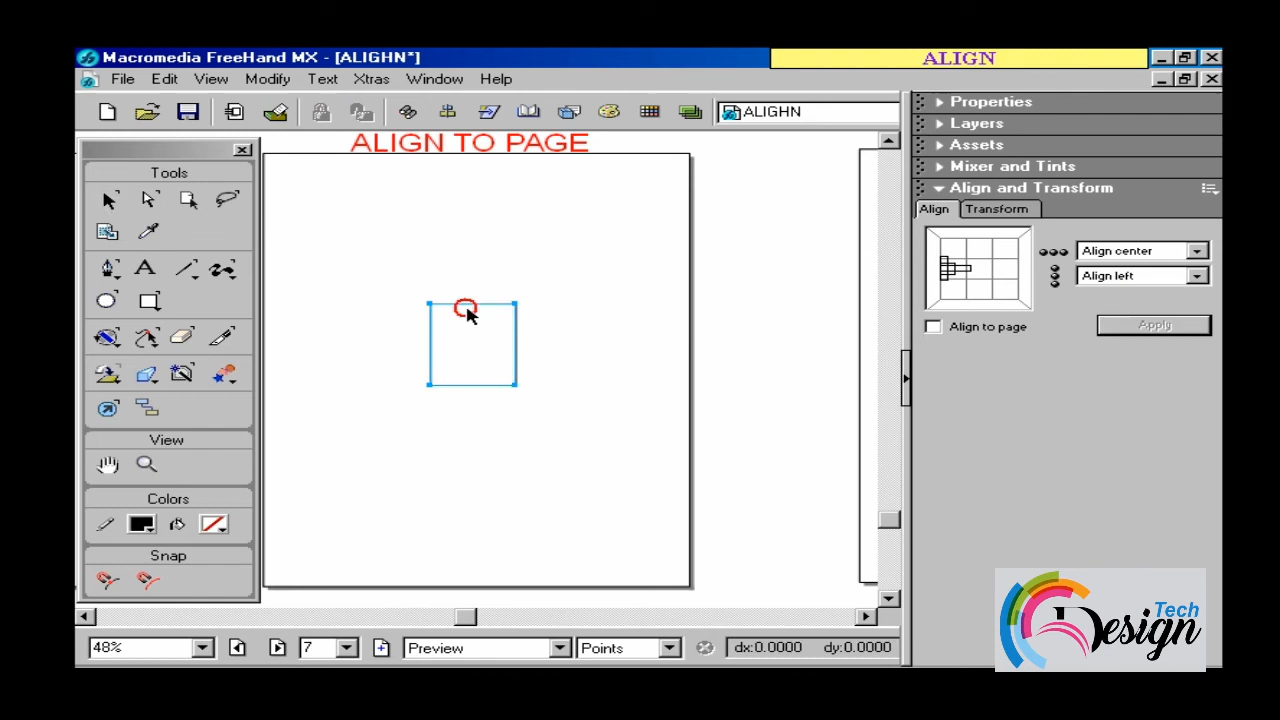 Macromedia FreeHand MX - [ALIGHN*]
ALIGN
File Edit View Modify Text Xtras Window Help
ALIGHN
ALIGN TO PAGE
Tools
View
Colors
Snap
Properties
Layers
Assets
Mixer and Tints
Align and Transform
Align Transform
Align center
Align left
Align to page
Apply
48%
7
Preview
Points
dx:0.0000 dy:0.0000
Tech
Design